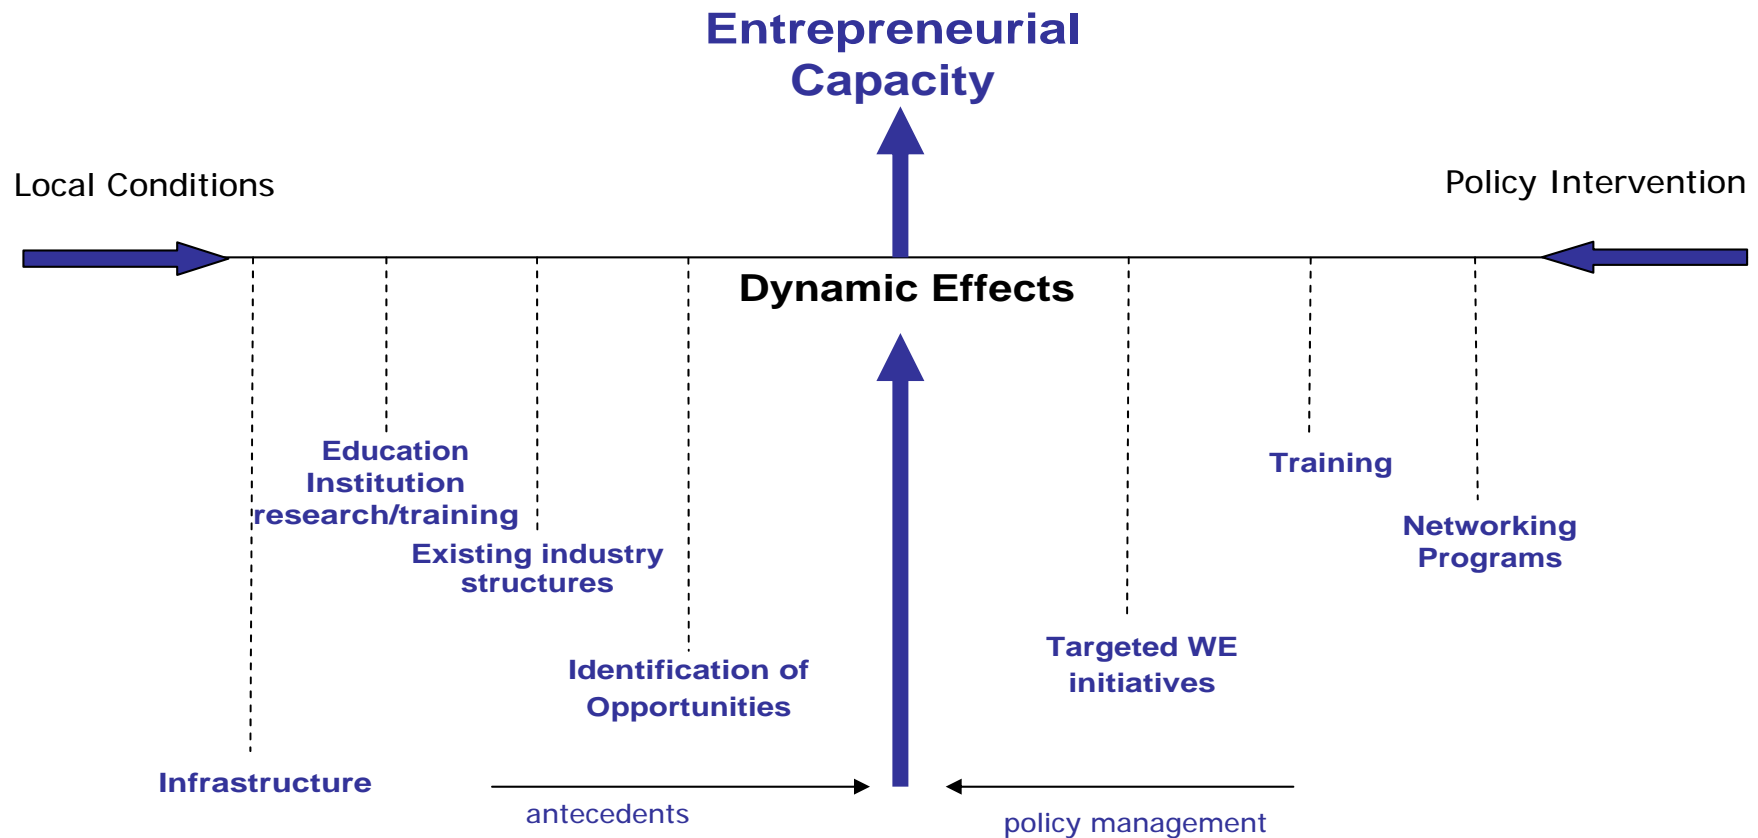 Entrepreneurial
Capacity
Local Conditions
Policy Intervention
Dynamic Effects
Education
Institution
research/training
Existing industry
structures
Identification of
Opportunities
Infrastructure
Training
Networking
Programs
Targeted WE
initiatives
antecedents
policy management